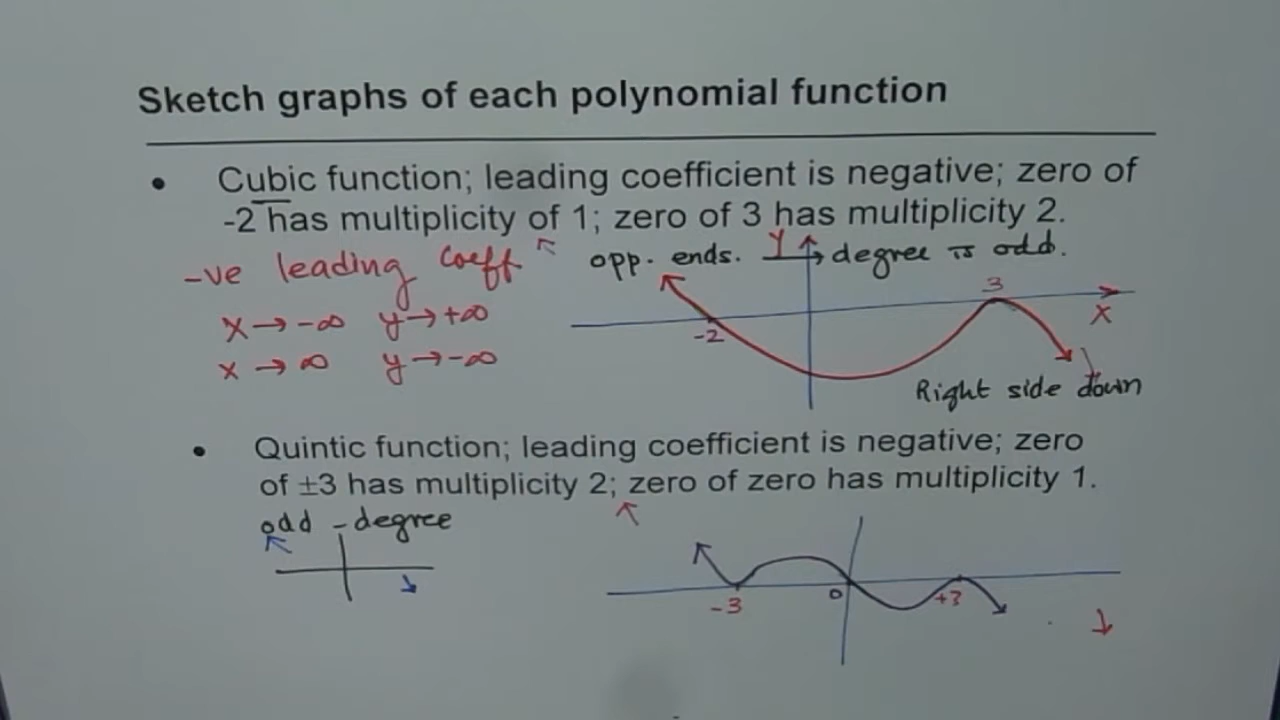 Sketch graphs of each polynomial function
• Cubic function; leading coefficient is negative; zero of
-2 has multiplicity of 1; zero of 3 has multiplicity 2.
-ve leading coeff
opp. ends.
Y
degree is odd.
x → -∞ y → +∞
x → ∞ y → -∞
-2
3
X
Right side down
• Quintic function; leading coefficient is negative; zero
of ±3 has multiplicity 2; zero of zero has multiplicity 1.
odd - degree
-3
0
+3